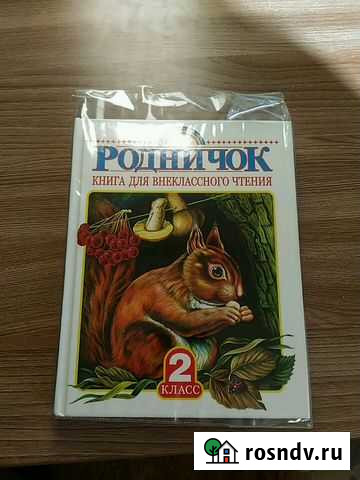 РОДНИЧОК
КНИГА ДЛЯ ВНЕКЛАССНОГО ЧТЕНИЯ
2
КЛАСС
rosndv.ru